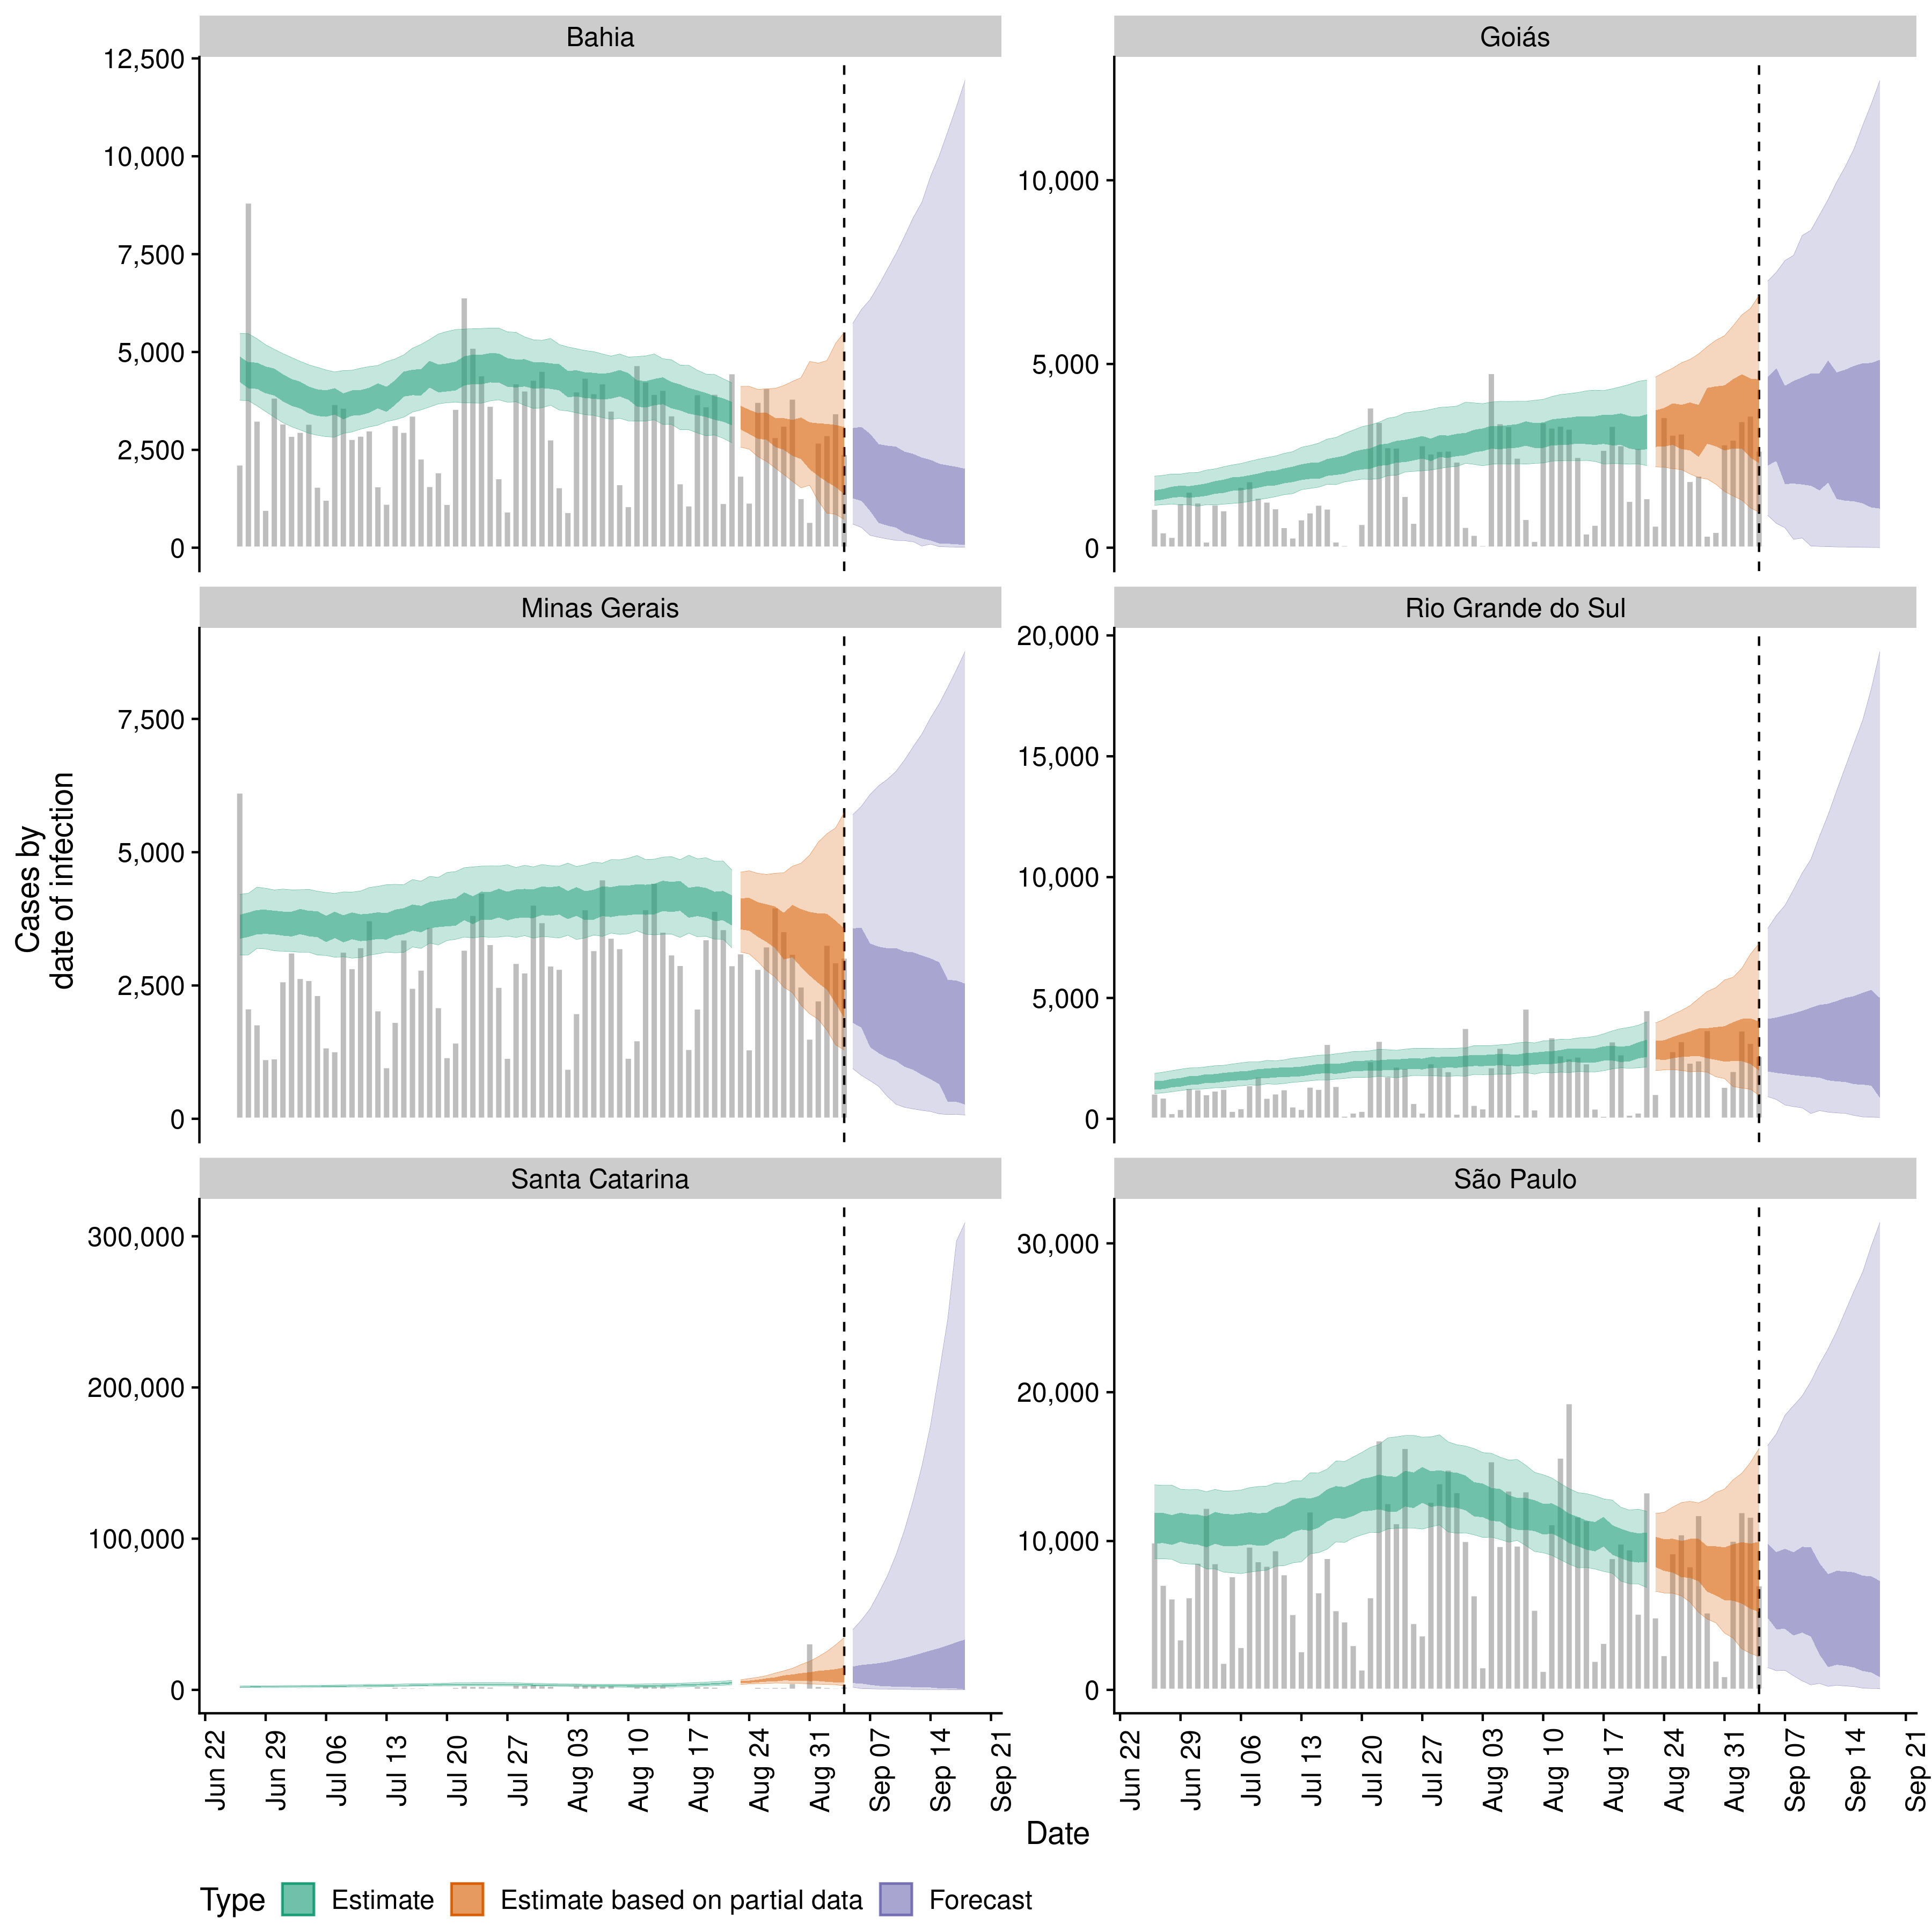 Bahia
Goiás
12,500
10,000
7,500
5,000
2,500
0
10,000
5,000
0
Minas Gerais
Rio Grande do Sul
7,500
5,000
2,500
0
20,000
15,000
10,000
5,000
0
Santa Catarina
São Paulo
300,000
200,000
100,000
0
30,000
20,000
10,000
0
Cases by
date of infection
Jun 22
Jun 29
Jul 06
Jul 13
Jul 20
Jul 27
Aug 03
Aug 10
Aug 17
Aug 24
Aug 31
Sep 07
Sep 14
Sep 21
Jun 22
Jun 29
Jul 06
Jul 13
Jul 20
Jul 27
Aug 03
Aug 10
Aug 17
Aug 24
Aug 31
Sep 07
Sep 14
Sep 21
Date
Type Estimate Estimate based on partial data Forecast